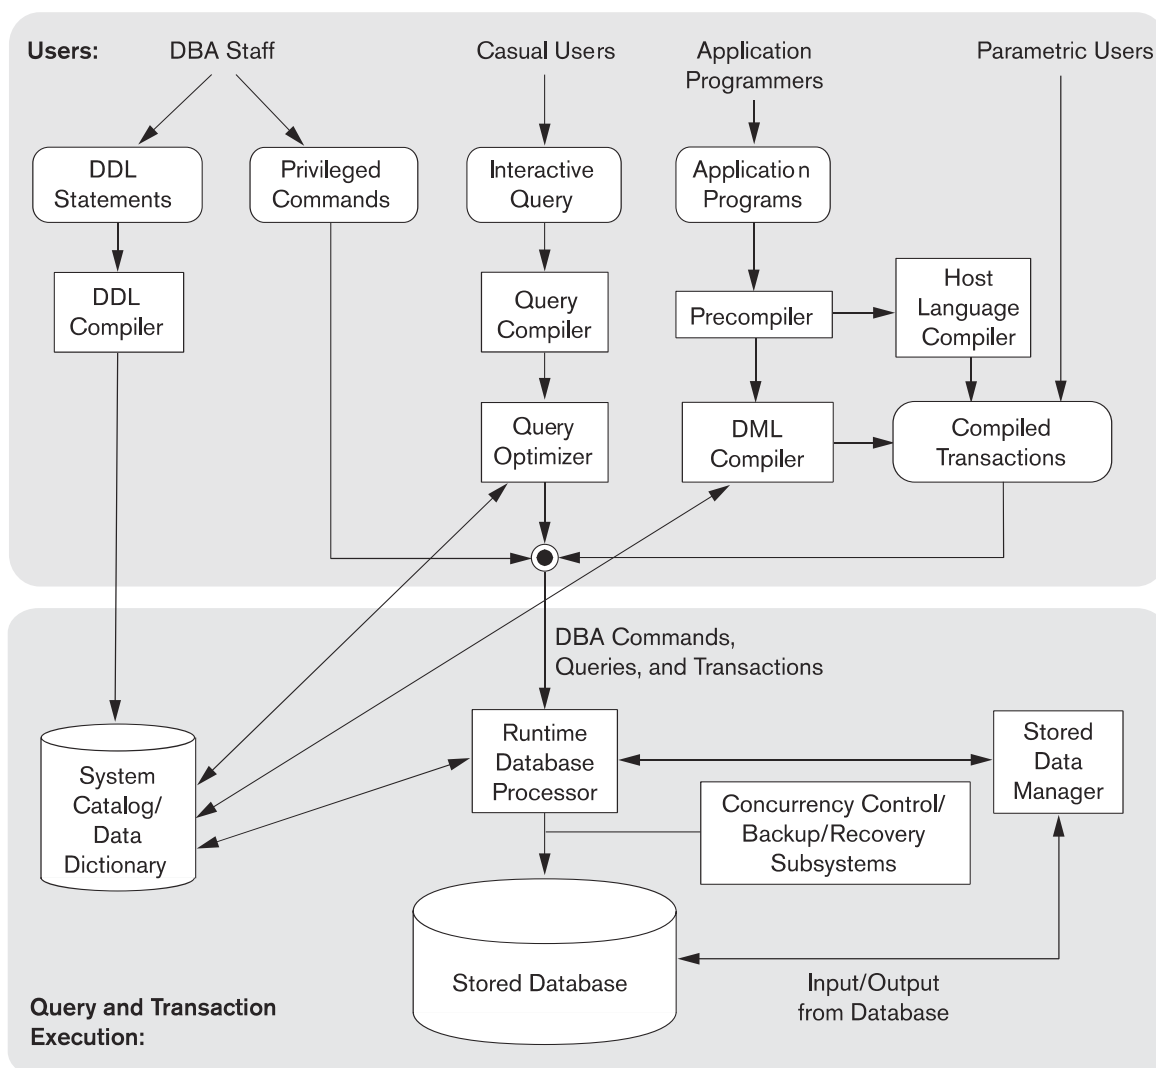 Users:
DBA Staff
Casual Users
Application
Programmers
Parametric Users
DDL
Statements
Privileged
Commands
Interactive
Query
Application
Programs
DDL
Compiler
Query
Compiler
Precompiler
Host
Language
Compiler
Query
Optimizer
DML
Compiler
Compiled
Transactions
DBA Commands,
Queries, and Transactions
System
Catalog/
Data
Dictionary
Runtime
Database
Processor
Stored
Data
Manager
Concurrency Control/
Backup/Recovery
Subsystems
Stored Database
Input/Output
from Database
Query and Transaction
Execution: